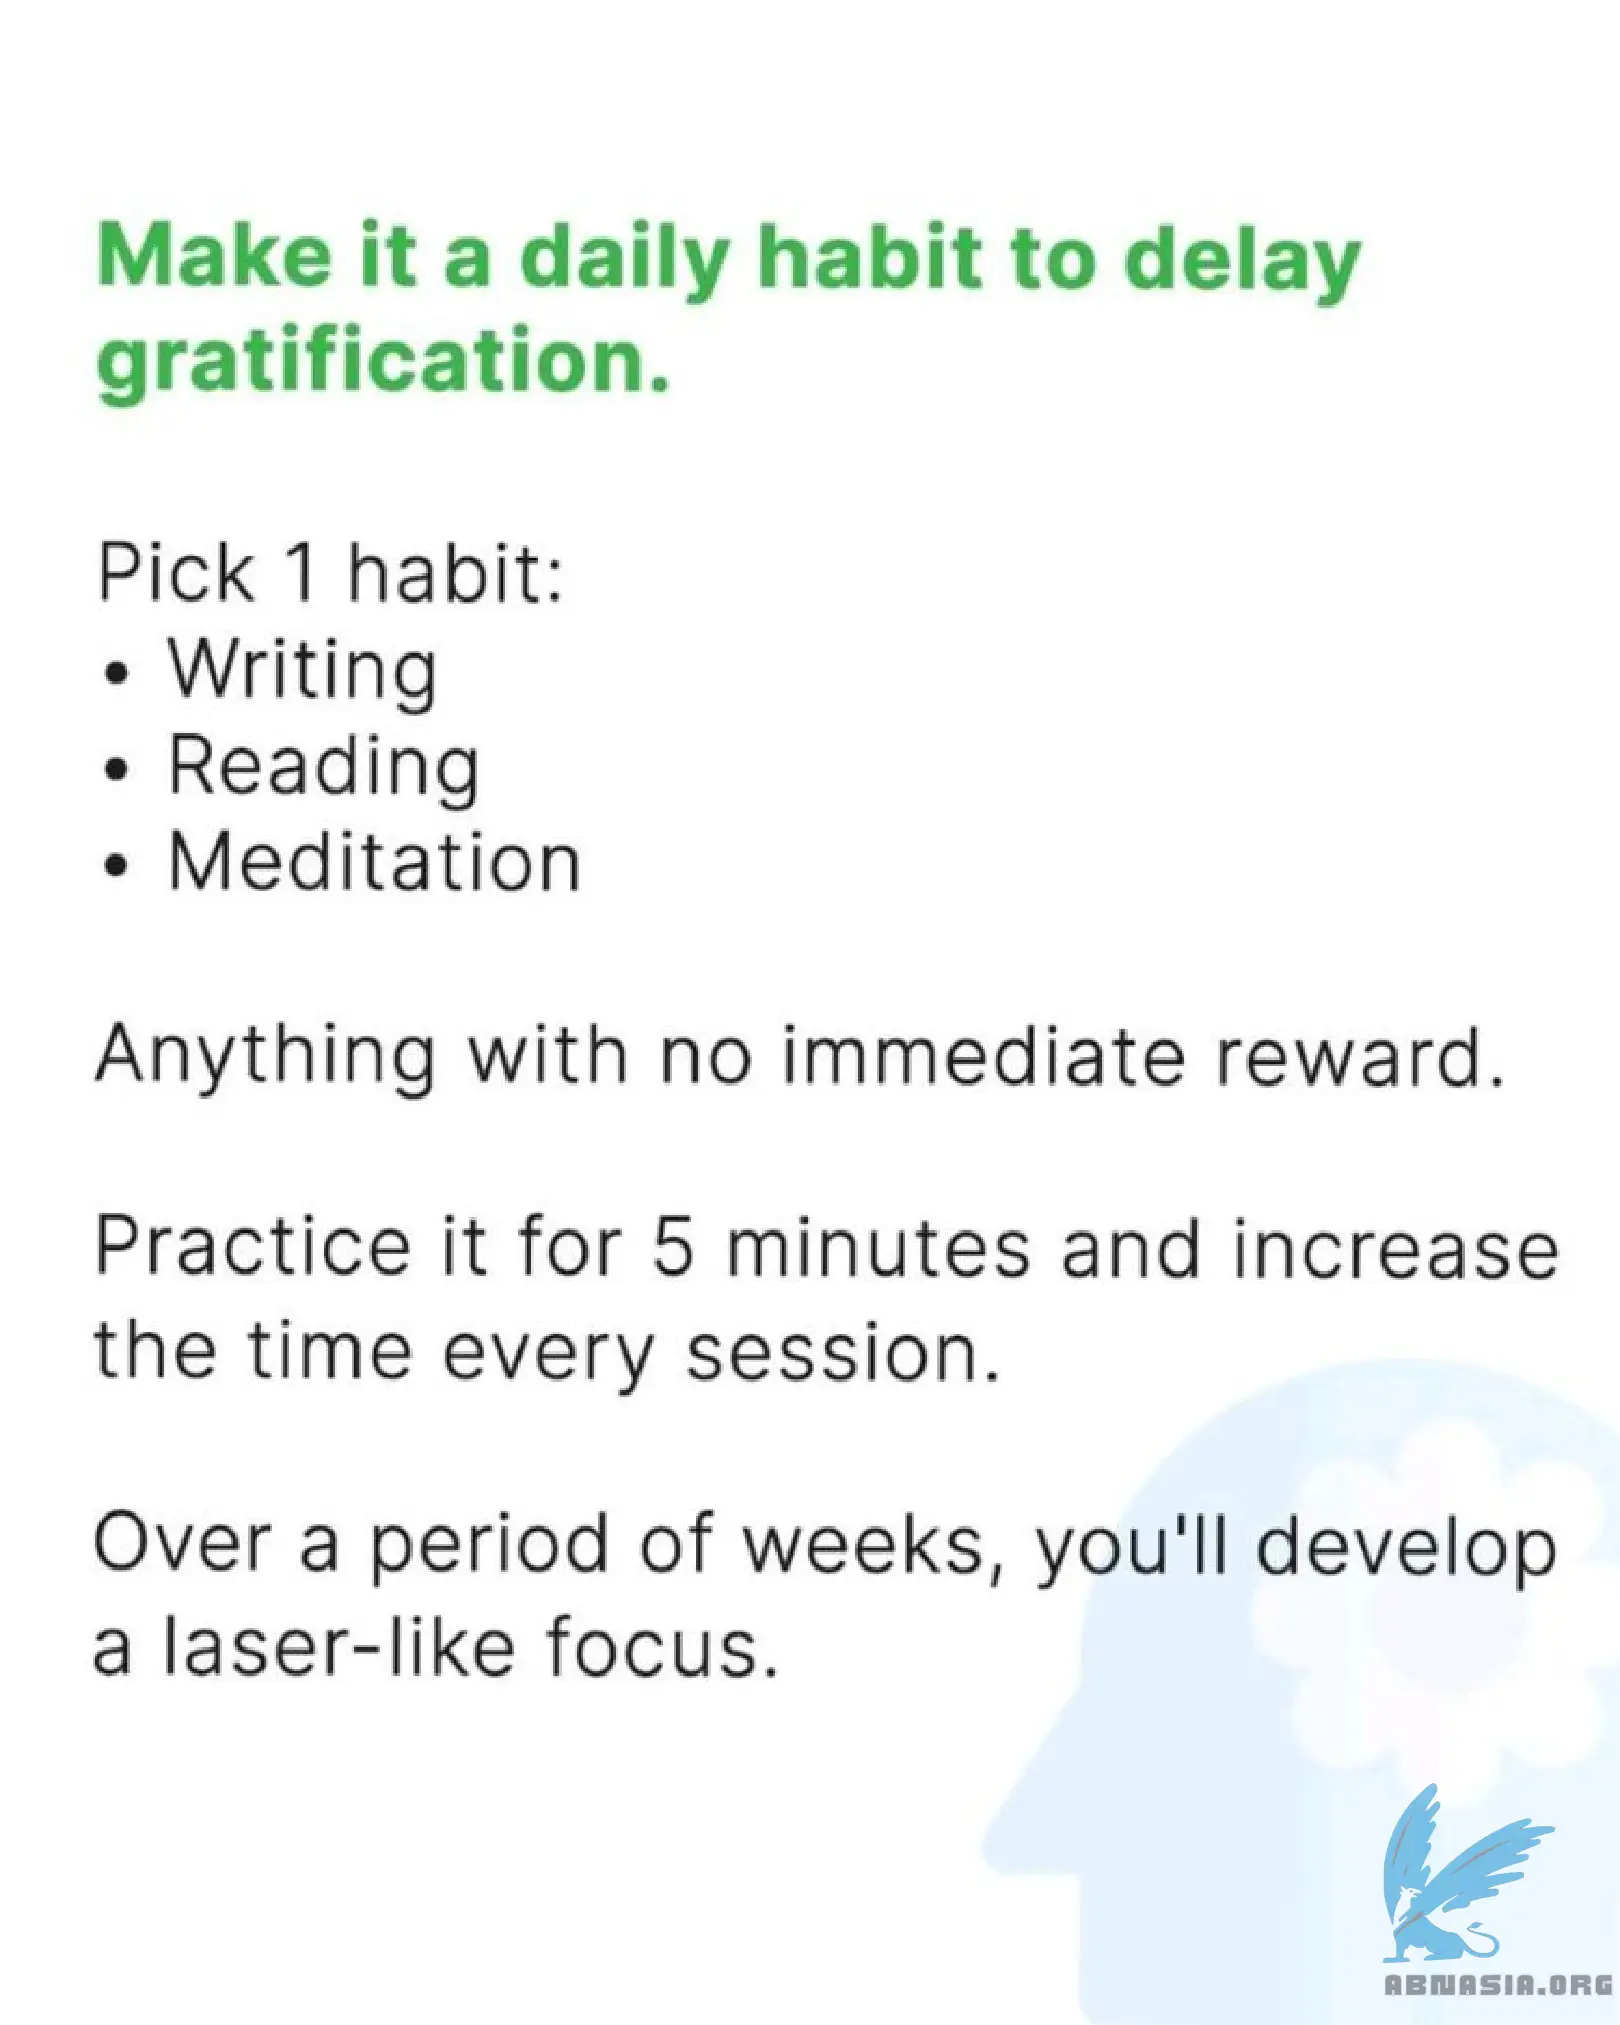 Make it a daily habit to delay
gratification.
Pick 1 habit:
• Writing
• Reading
• Meditation
Anything with no immediate reward.
Practice it for 5 minutes and increase
the time every session.
Over a period of weeks, you'll develop
a laser-like focus.
ABNASIA.ORG